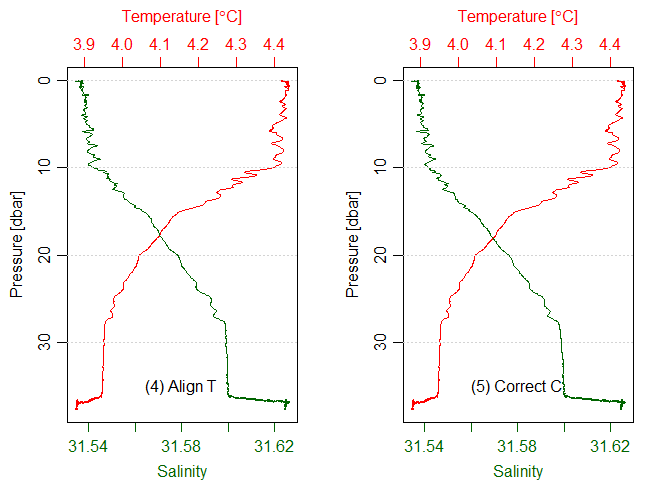 Temperature [°C]
3.9 4.0 4.1 4.2 4.3 4.4
0
10
20
30
Pressure [dbar]
(4) Align T
31.54 31.58 31.62
Salinity
Temperature [°C]
3.9 4.0 4.1 4.2 4.3 4.4
0
10
20
30
Pressure [dbar]
(5) Correct C
31.54 31.58 31.62
Salinity